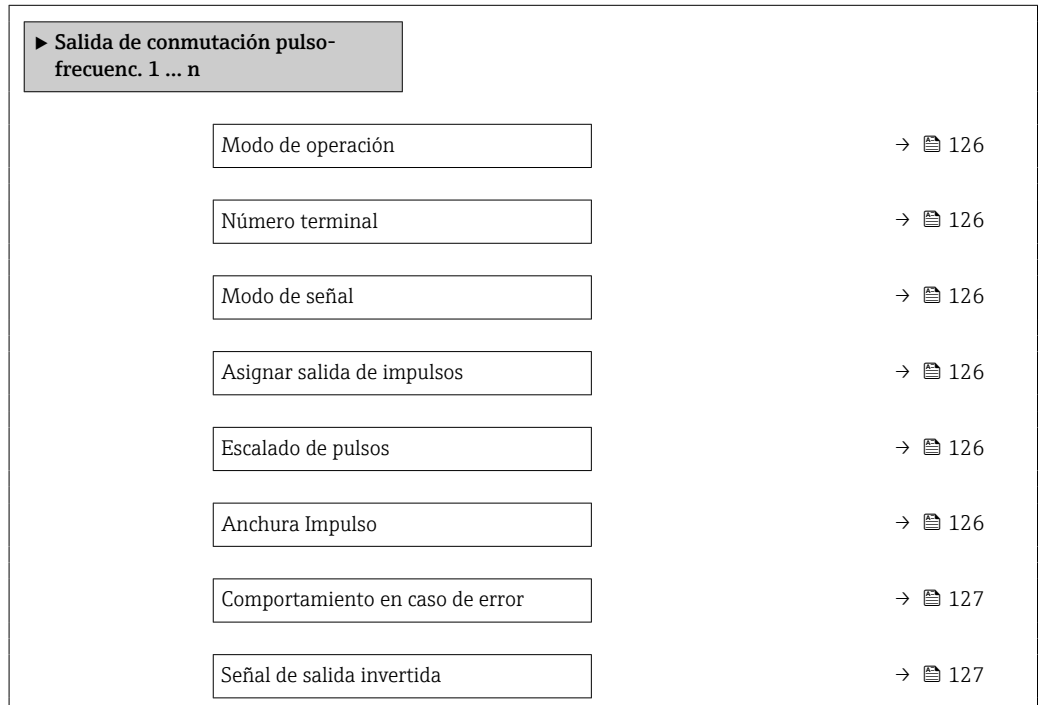 ► Salida de conmutación pulso-
frecuenc. 1 ... n
Modo de operación → 126
Número terminal → 126
Modo de señal → 126
Asignar salida de impulsos → 126
Escalado de pulsos → 126
Anchura Impulso → 126
Comportamiento en caso de error → 127
Señal de salida invertida → 127